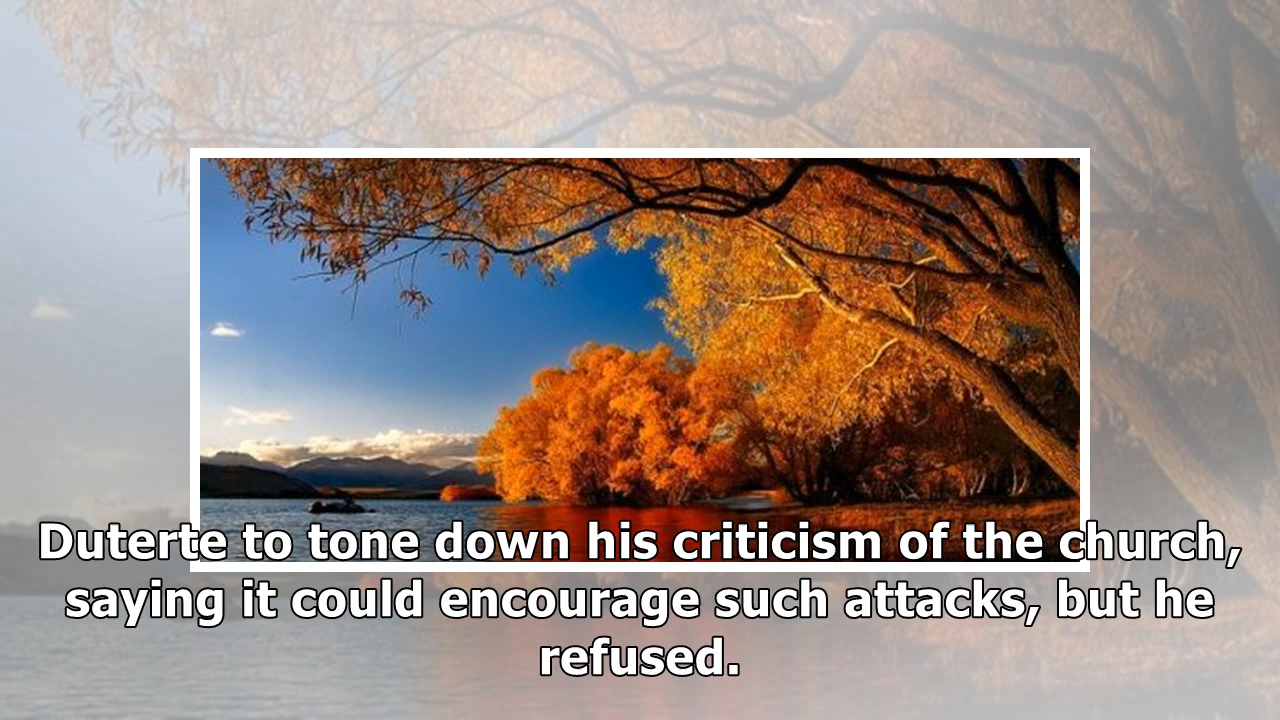 Duterte to tone down his criticism of the church,
saying it could encourage such attacks, but he
refused.